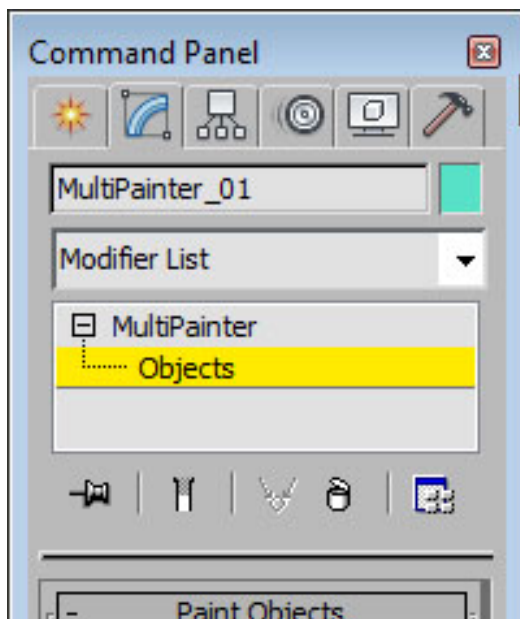 Command Panel
MultiPainter_01
Modifier List
MultiPainter
Objects
Paint Objects